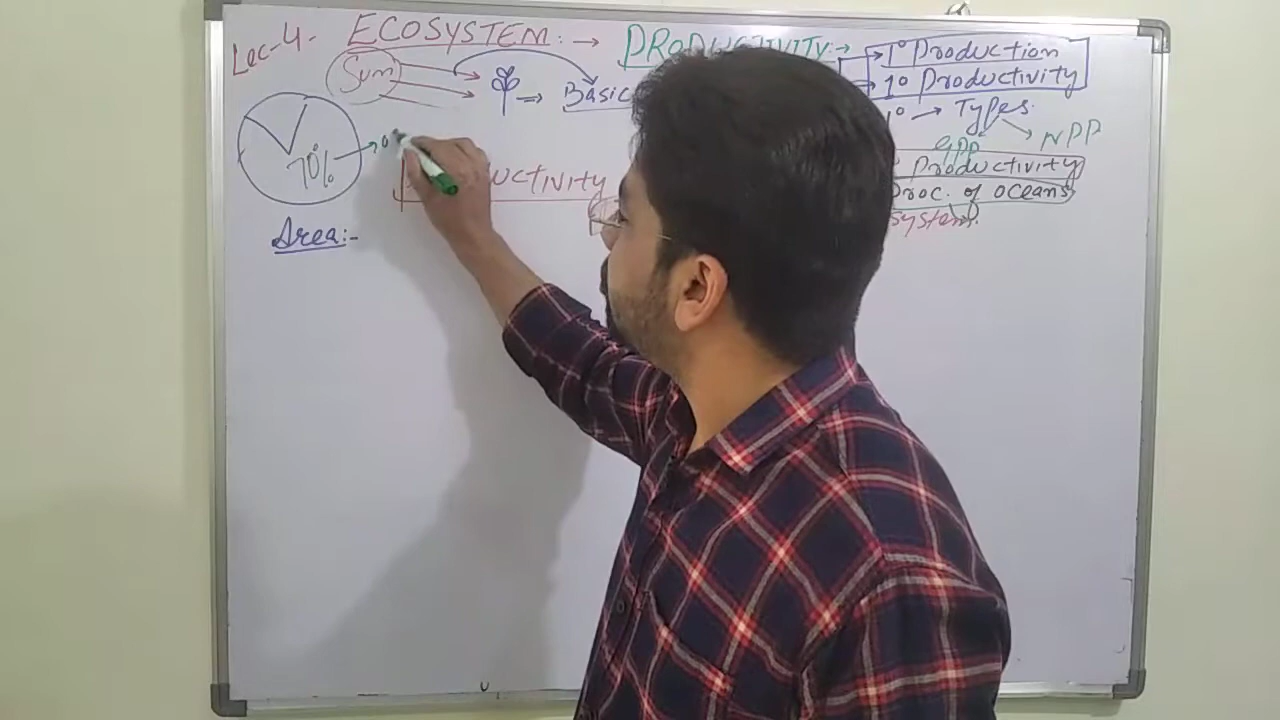 Lec-4- ECOSYSTEM:- → PRODUCTIVITY:- →
1° Production
Sun
1° Productivity
→ Basic
1° → Types
GPP NPP
70% →
Productivity
Proc. of Oceans
System
Area:-